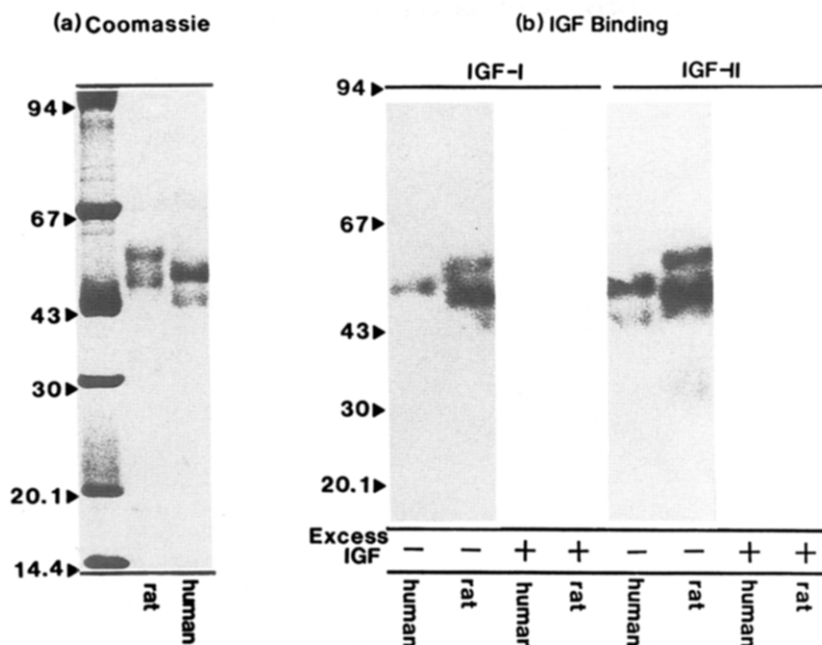 (a) Coomassie
94
67
43
30
20.1
14.4
rat
human
(b) IGF Binding
IGF-I
IGF-II
94
67
43
30
20.1
Excess
IGF
− − + + − − + +
human rat human rat human rat human rat